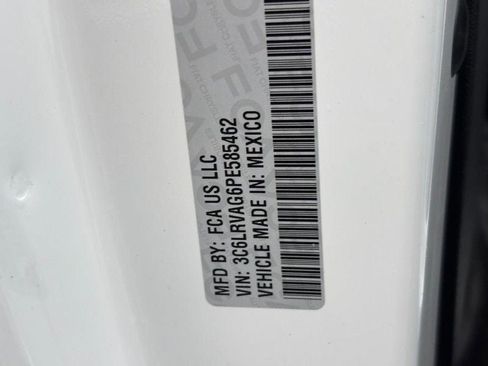 MFD BY: FCA US LLC
VIN: 3C6LRVAG6PE585462
VEHICLE MADE IN: MEXICO